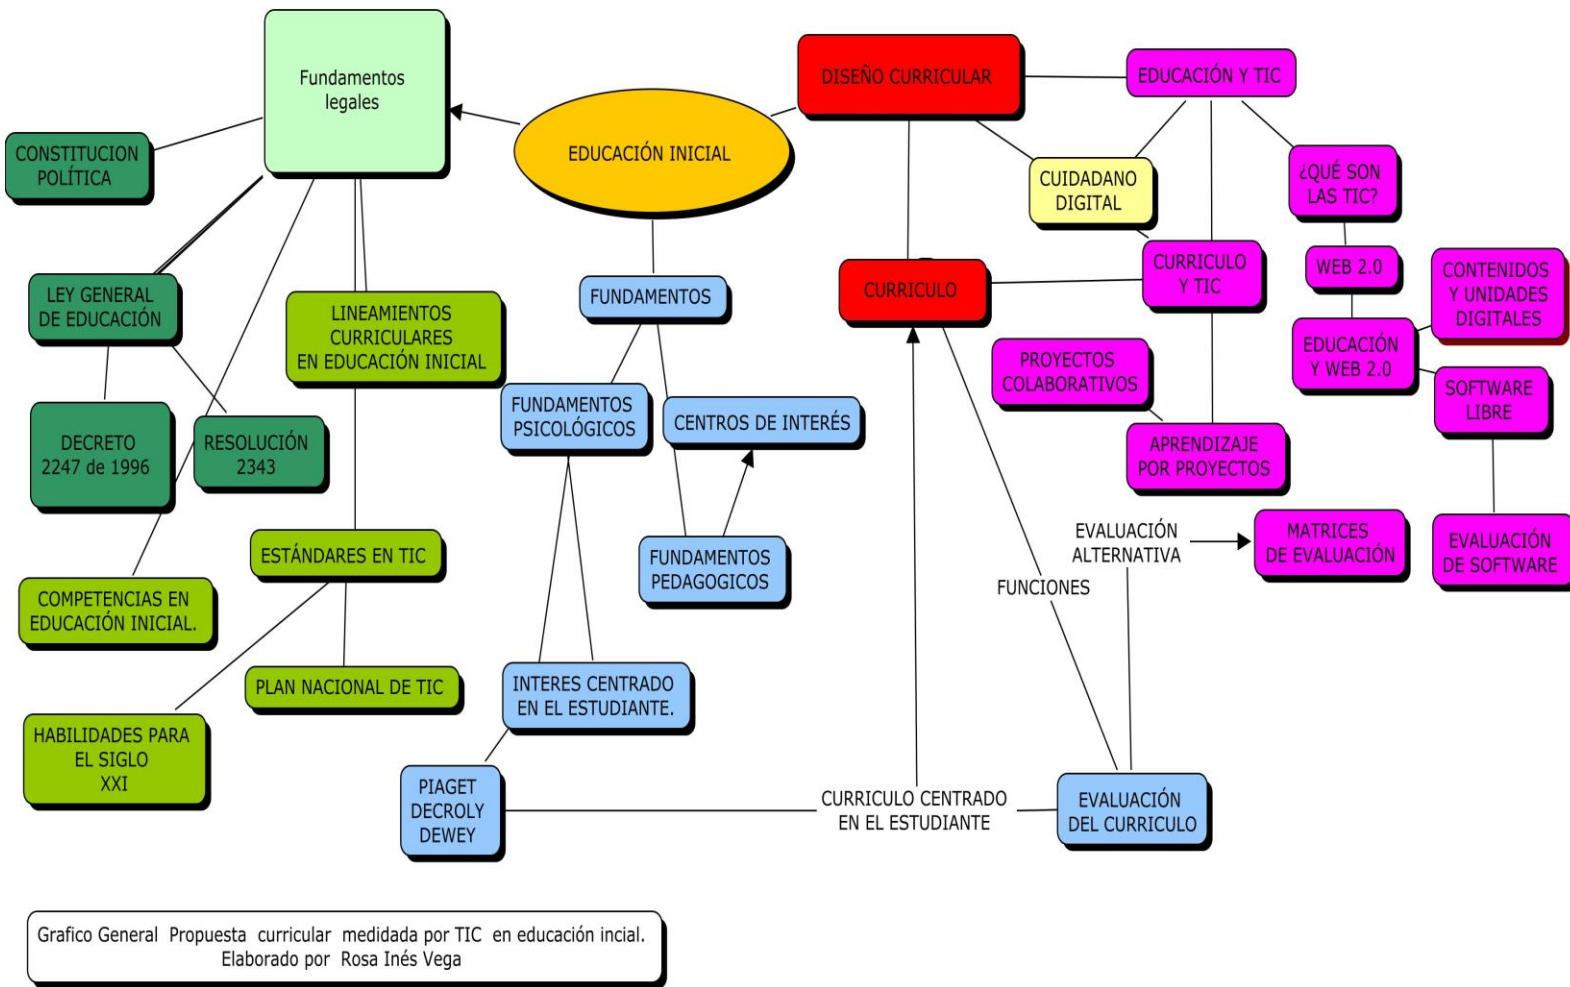 Fundamentos
legales
DISEÑO CURRICULAR
EDUCACIÓN Y TIC
CONSTITUCION
POLÍTICA
EDUCACIÓN INICIAL
CUIDADANO
DIGITAL
¿QUÉ SON
LAS TIC?
LEY GENERAL
DE EDUCACIÓN
LINEAMIENTOS
CURRICULARES
EN EDUCACIÓN INICIAL
FUNDAMENTOS
CURRICULO
CURRICULO
Y TIC
WEB 2.0
CONTENIDOS
Y UNIDADES
DIGITALES
EDUCACIÓN
Y WEB 2.0
PROYECTOS
COLABORATIVOS
SOFTWARE
LIBRE
FUNDAMENTOS
PSICOLÓGICOS
CENTROS DE INTERÉS
DECRETO
2247 de 1996
RESOLUCIÓN
2343
APRENDIZAJE
POR PROYECTOS
ESTÁNDARES EN TIC
FUNDAMENTOS
PEDAGOGICOS
EVALUACIÓN
ALTERNATIVA
MATRICES
DE EVALUACIÓN
EVALUACIÓN
DE SOFTWARE
FUNCIONES
COMPETENCIAS EN
EDUCACIÓN INICIAL.
PLAN NACIONAL DE TIC
INTERES CENTRADO
EN EL ESTUDIANTE.
HABILIDADES PARA
EL SIGLO
XXI
PIAGET
DECROLY
DEWEY
CURRICULO CENTRADO
EN EL ESTUDIANTE
EVALUACIÓN
DEL CURRICULO
Grafico General Propuesta curricular medidada por TIC en educación incial.
Elaborado por Rosa Inés Vega